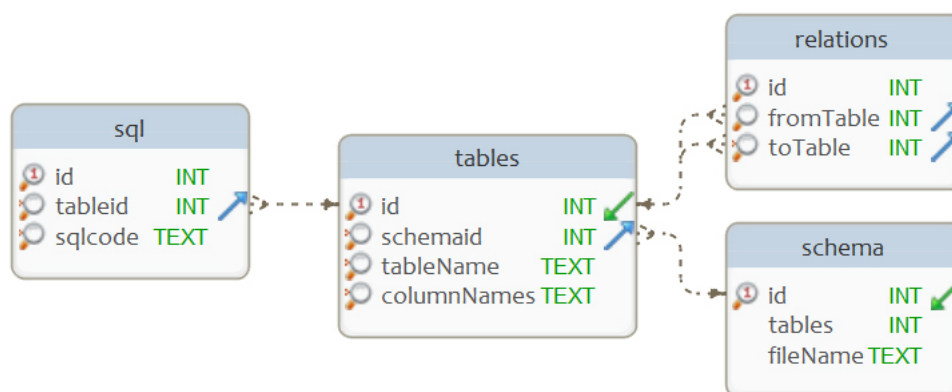 sql
id INT
tableid INT
sqlcode TEXT
tables
id INT
schemaid INT
tableName TEXT
columnNames TEXT
relations
id INT
fromTable INT
toTable INT
schema
id INT
tables INT
fileName TEXT